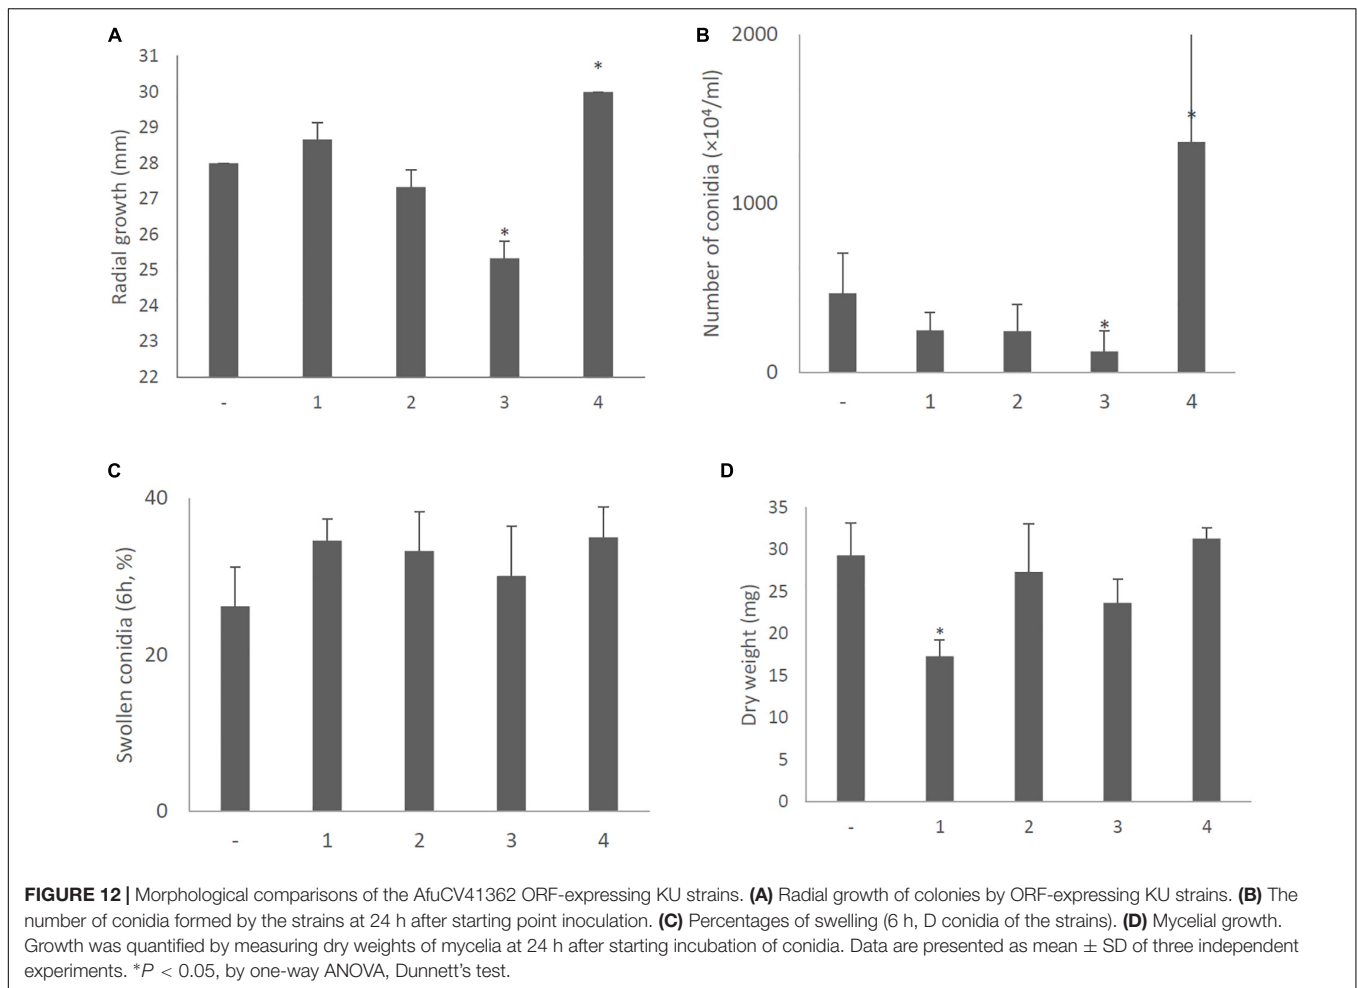 A
31
30
29
28
27
26
25
24
23
22
Radial growth (mm)
*
*
- 1 2 3 4
B
2000
1000
0
Number of conidia (×10⁴/ml)
*
*
- 1 2 3 4
C
40
20
0
Swollen conidia (6h, %)
- 1 2 3 4
D
35
30
25
20
15
10
5
0
Dry weight (mg)
*
- 1 2 3 4
FIGURE 12 | Morphological comparisons of the AfuCV41362 ORF-expressing KU strains. (A) Radial growth of colonies by ORF-expressing KU strains. (B) The
number of conidia formed by the strains at 24 h after starting point inoculation. (C) Percentages of swelling (6 h, D conidia of the strains). (D) Mycelial growth.
Growth was quantified by measuring dry weights of mycelia at 24 h after starting incubation of conidia. Data are presented as mean ± SD of three independent
experiments. *P < 0.05, by one-way ANOVA, Dunnett's test.